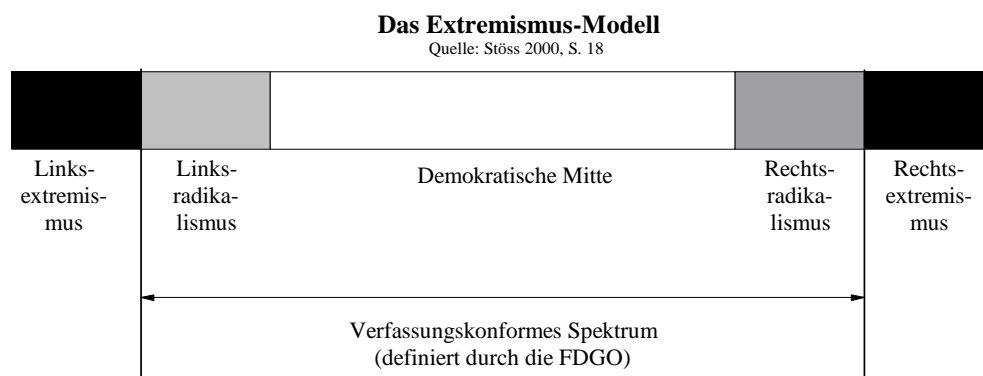 Das Extremismus-Modell
Quelle: Stöss 2000, S. 18
Links-
extremis-
mus
Links-
radika-
lismus
Demokratische Mitte
Rechts-
radika-
lismus
Rechts-
extremis-
mus
Verfassungskonformes Spektrum
(definiert durch die FDGO)